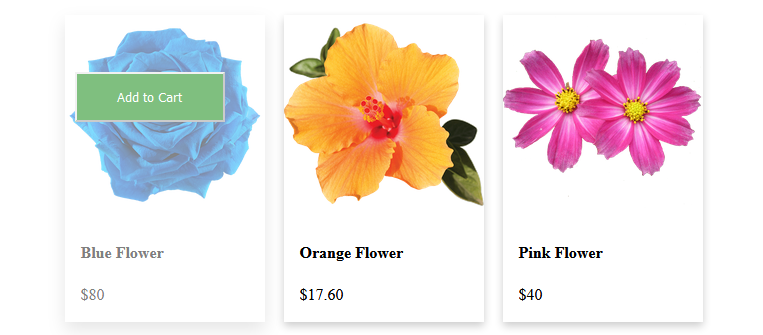 Add to Cart
Blue Flower
$80
Orange Flower
$17.60
Pink Flower
$40